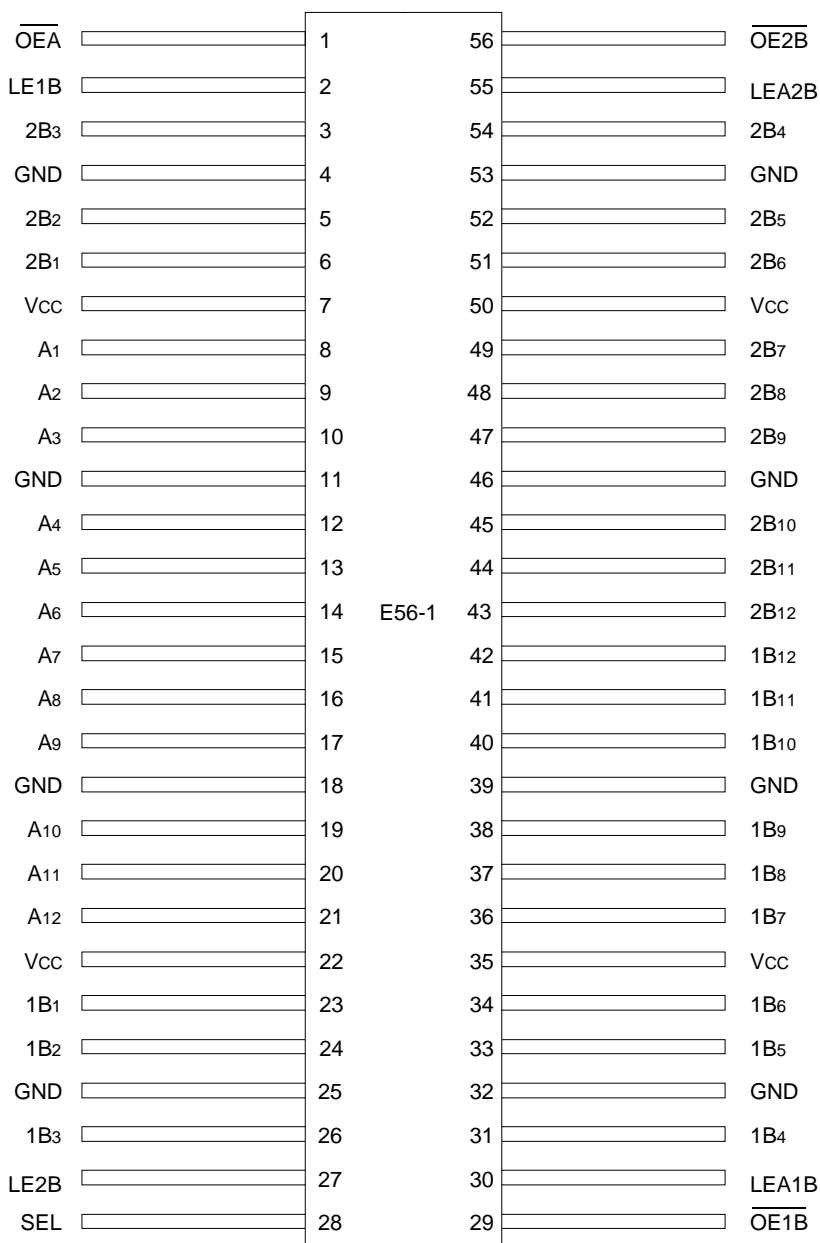 O̅E̅A̅ 1 56 O̅E̅2̅B̅
LE1B 2 55 LEA2B
2B3 3 54 2B4
GND 4 53 GND
2B2 5 52 2B5
2B1 6 51 2B6
VCC 7 50 VCC
A1 8 49 2B7
A2 9 48 2B8
A3 10 47 2B9
GND 11 46 GND
A4 12 45 2B10
A5 13 44 2B11
A6 14 E56-1 43 2B12
A7 15 42 1B12
A8 16 41 1B11
A9 17 40 1B10
GND 18 39 GND
A10 19 38 1B9
A11 20 37 1B8
A12 21 36 1B7
VCC 22 35 VCC
1B1 23 34 1B6
1B2 24 33 1B5
GND 25 32 GND
1B3 26 31 1B4
LE2B 27 30 LEA1B
SEL 28 29 O̅E̅1̅B̅